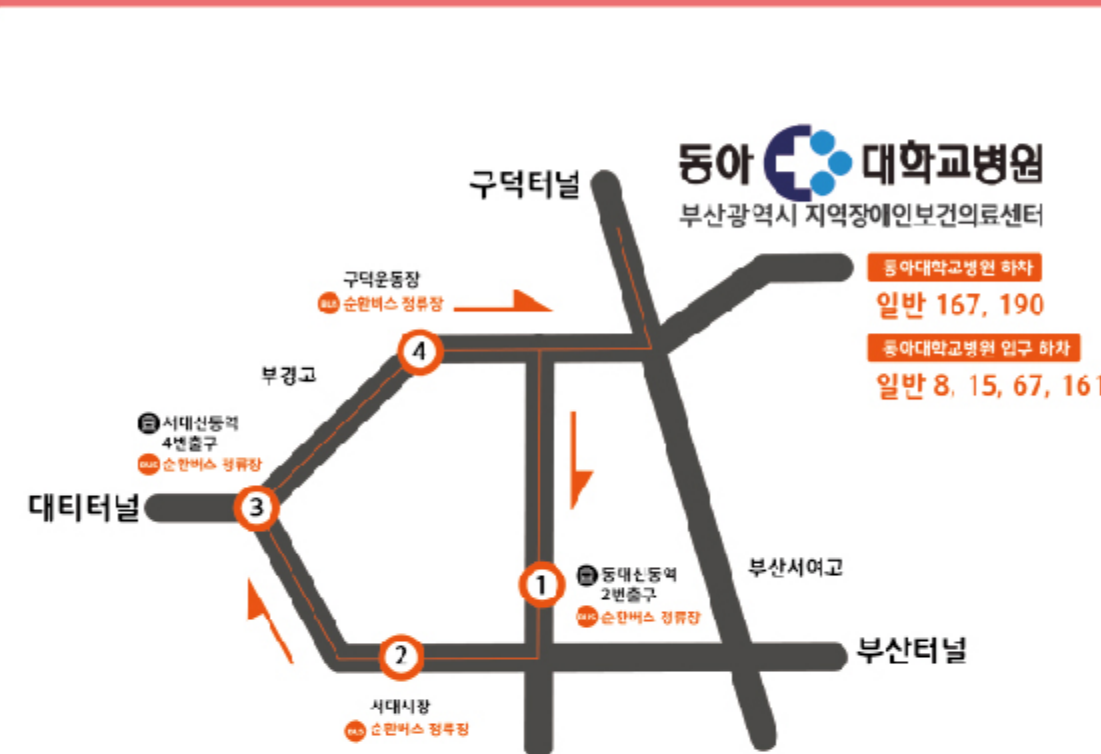 동아 대학교병원
부산광역시 지역장애인보건의료센터
구덕터널
동아대학교병원 하차
일반 167, 190
동아대학교병원 입구 하차
일반 8, 15, 67, 161
구덕운동장
BUS 순환버스 정류장
4
부경고
서대신동역
4번출구
BUS 순환버스 정류장
대티터널
3
1
동대신동역
2번출구
BUS 순환버스 정류장
부산서여고
2
부산터널
서대시장
BUS 순환버스 정류장